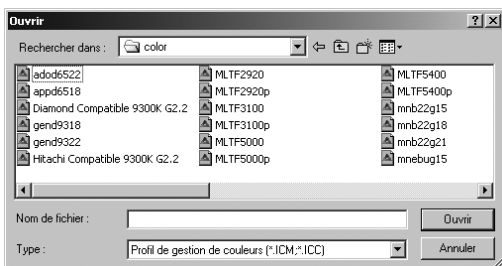 Ouvrir
Rechercher dans : color
adod6522 MLTF2920 MLTF5400
appd6518 MLTF2920p MLTF5400p
Diamond Compatible 9300K G2.2 MLTF3100 mnb22g15
gend9318 MLTF3100p mnb22g18
gend9322 MLTF5000 mnb22g21
Hitachi Compatible 9300K G2.2 MLTF5000p mnebug15
Nom de fichier : Ouvrir
Type : Profil de gestion de couleurs (*.ICM;*.ICC) Annuler